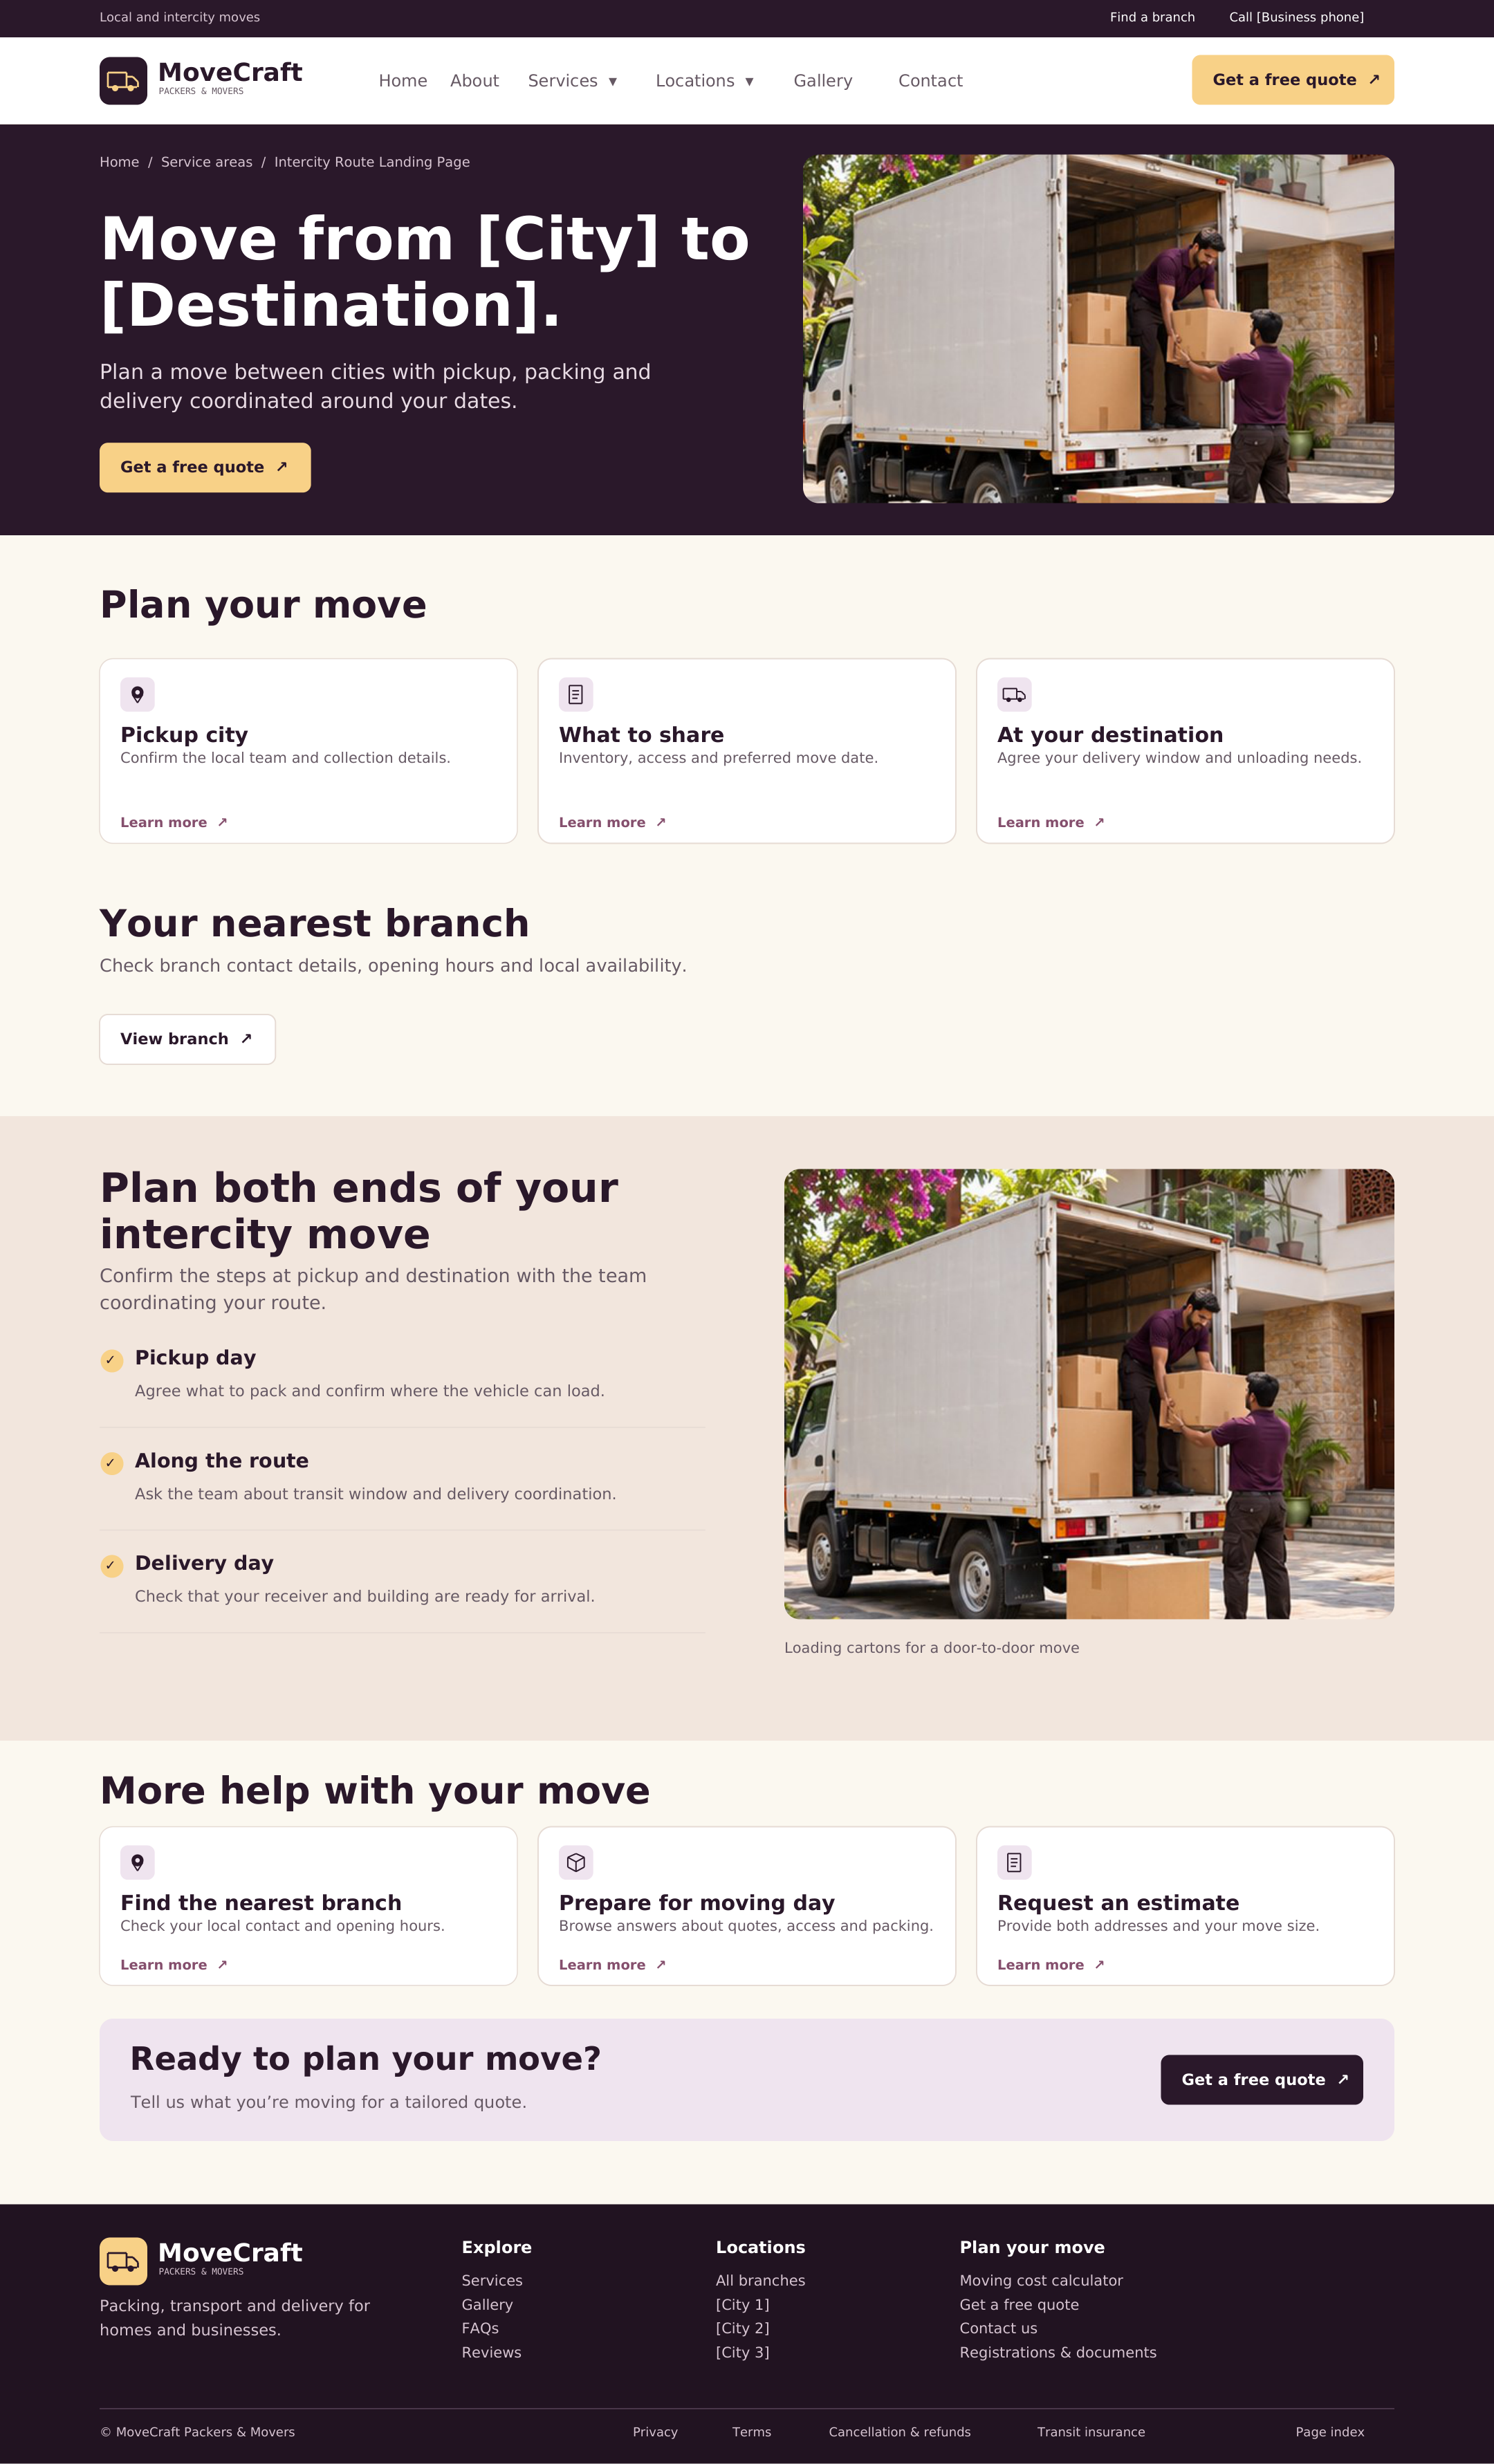 Local and intercity moves
Find a branch
Call [Business phone]
MoveCraft
PACKERS & MOVERS
Home
About
Services ▾
Locations ▾
Gallery
Contact
Get a free quote ↗
Home / Service areas / Intercity Route Landing Page
Move from [City] to
[Destination].
Plan a move between cities with pickup, packing and
delivery coordinated around your dates.
Get a free quote ↗
Plan your move
Pickup city
Confirm the local team and collection details.
Learn more ↗
What to share
Inventory, access and preferred move date.
Learn more ↗
At your destination
Agree your delivery window and unloading needs.
Learn more ↗
Your nearest branch
Check branch contact details, opening hours and local availability.
View branch ↗
Plan both ends of your
intercity move
Confirm the steps at pickup and destination with the team
coordinating your route.
✓ Pickup day
Agree what to pack and confirm where the vehicle can load.
✓ Along the route
Ask the team about transit window and delivery coordination.
✓ Delivery day
Check that your receiver and building are ready for arrival.
Loading cartons for a door-to-door move
More help with your move
Find the nearest branch
Check your local contact and opening hours.
Learn more ↗
Prepare for moving day
Browse answers about quotes, access and packing.
Learn more ↗
Request an estimate
Provide both addresses and your move size.
Learn more ↗
Ready to plan your move?
Tell us what you’re moving for a tailored quote.
Get a free quote ↗
MoveCraft
PACKERS & MOVERS
Packing, transport and delivery for
homes and businesses.
Explore
Services
Gallery
FAQs
Reviews
Locations
All branches
[City 1]
[City 2]
[City 3]
Plan your move
Moving cost calculator
Get a free quote
Contact us
Registrations & documents
© MoveCraft Packers & Movers
Privacy
Terms
Cancellation & refunds
Transit insurance
Page index